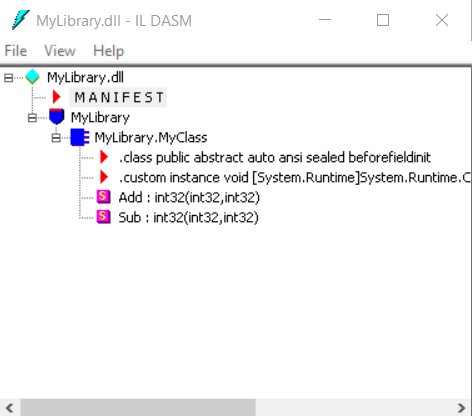 MyLibrary.dll - IL DASM
File View Help
MyLibrary.dll
M A N I F E S T
MyLibrary
MyLibrary.MyClass
.class public abstract auto ansi sealed beforefieldinit
.custom instance void [System.Runtime]System.Runtime.C
S Add : int32(int32,int32)
S Sub : int32(int32,int32)